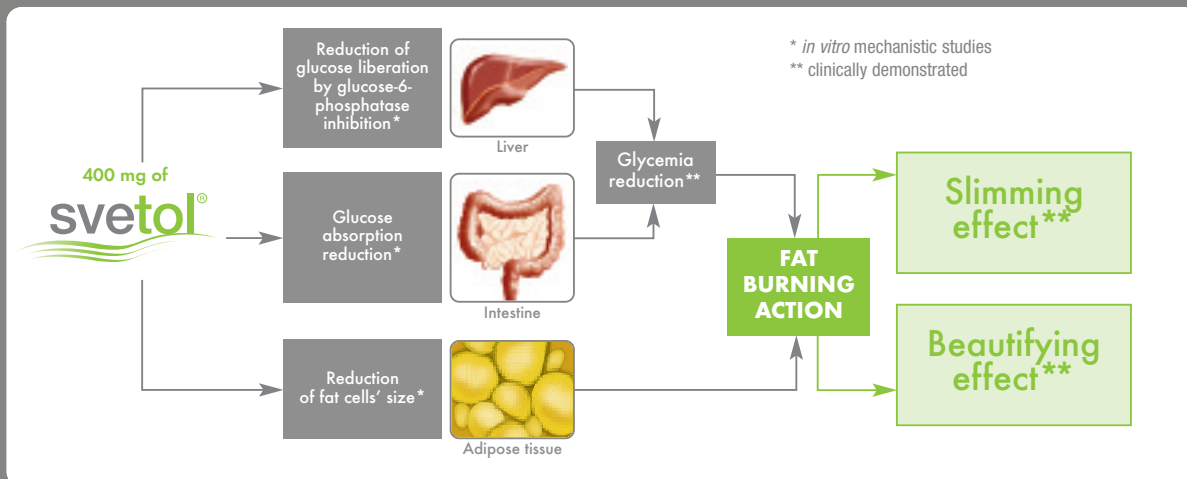 * in vitro mechanistic studies
** clinically demonstrated
Reduction of
glucose liberation
by glucose-6-
phosphatase
inhibition*
Liver
400 mg of
svetol®
Glucose
absorption
reduction*
Intestine
Reduction
of fat cells’ size*
Adipose tissue
Glycemia
reduction**
FAT
BURNING
ACTION
Slimming
effect**
Beautifying
effect**